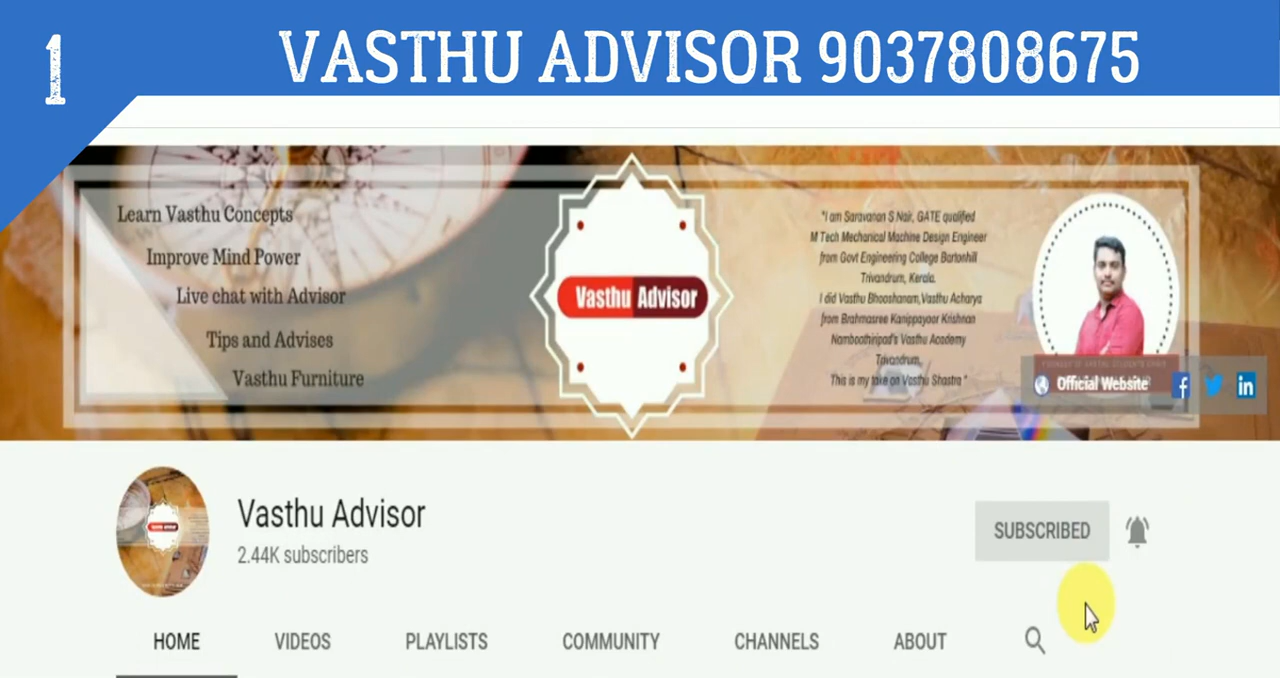 1
VASTHU ADVISOR 9037808675
Learn Vasthu Concepts
Improve Mind Power
Live chat with Advisor
Tips and Advises
Vasthu Furniture
Vasthu Advisor
"I am Saravanan S Nair, GATE qualified
M Tech Mechanical Machine Design Engineer
from Govt Engineering College Bartonhill
Trivandrum, Kerala.
I did Vasthu Bhooshanam,Vasthu Acharya
from Brahmasree Kanippayoor Krishnan
Namboothiripad's Vasthu Academy
Trivandrum,
This is my take on Vasthu Shastra "
Official Website
Vasthu Advisor
2.44K subscribers
SUBSCRIBED
HOME VIDEOS PLAYLISTS COMMUNITY CHANNELS ABOUT